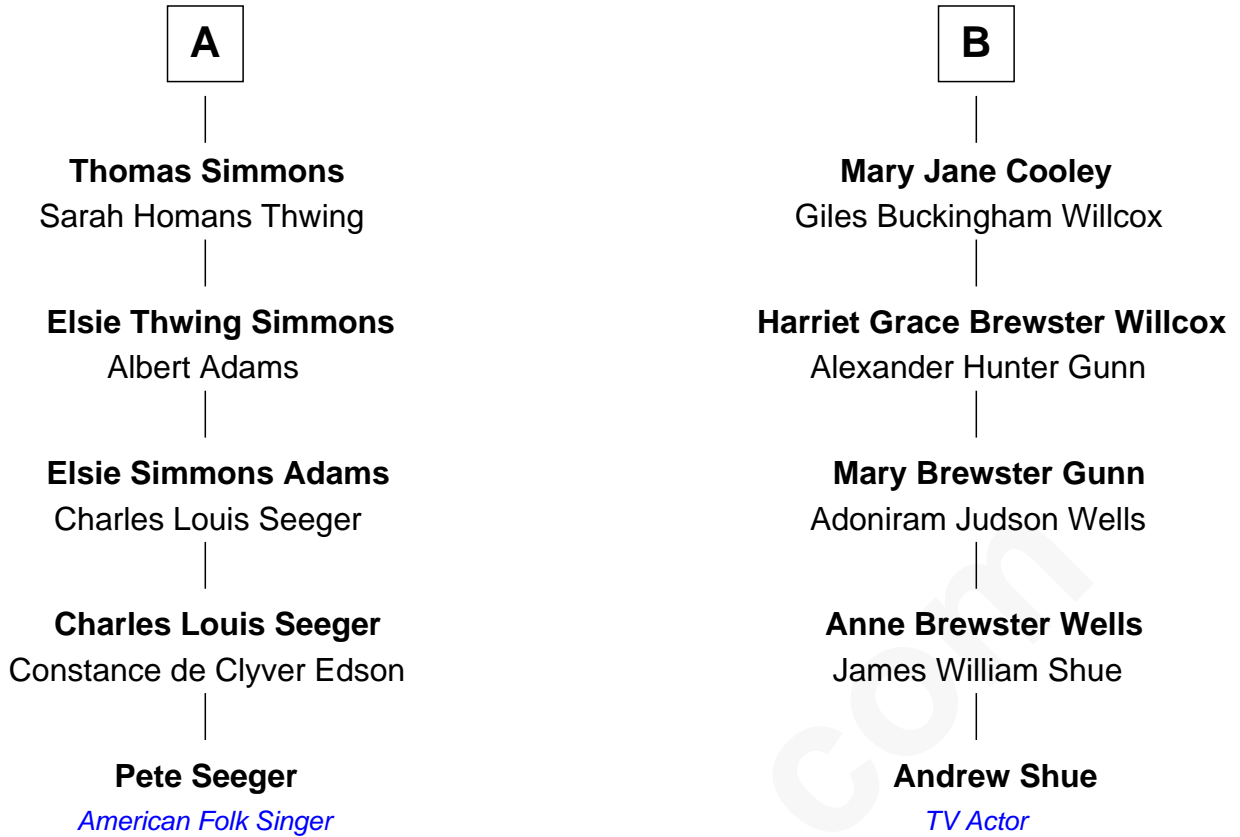 A
Thomas Simmons
Sarah Homans Thwing
Elsie Thwing Simmons
Albert Adams
Elsie Simmons Adams
Charles Louis Seeger
Charles Louis Seeger
Constance de Clyver Edson
Pete Seeger
American Folk Singer
B
Mary Jane Cooley
Giles Buckingham Willcox
Harriet Grace Brewster Willcox
Alexander Hunter Gunn
Mary Brewster Gunn
Adoniram Judson Wells
Anne Brewster Wells
James William Shue
Andrew Shue
TV Actor
com